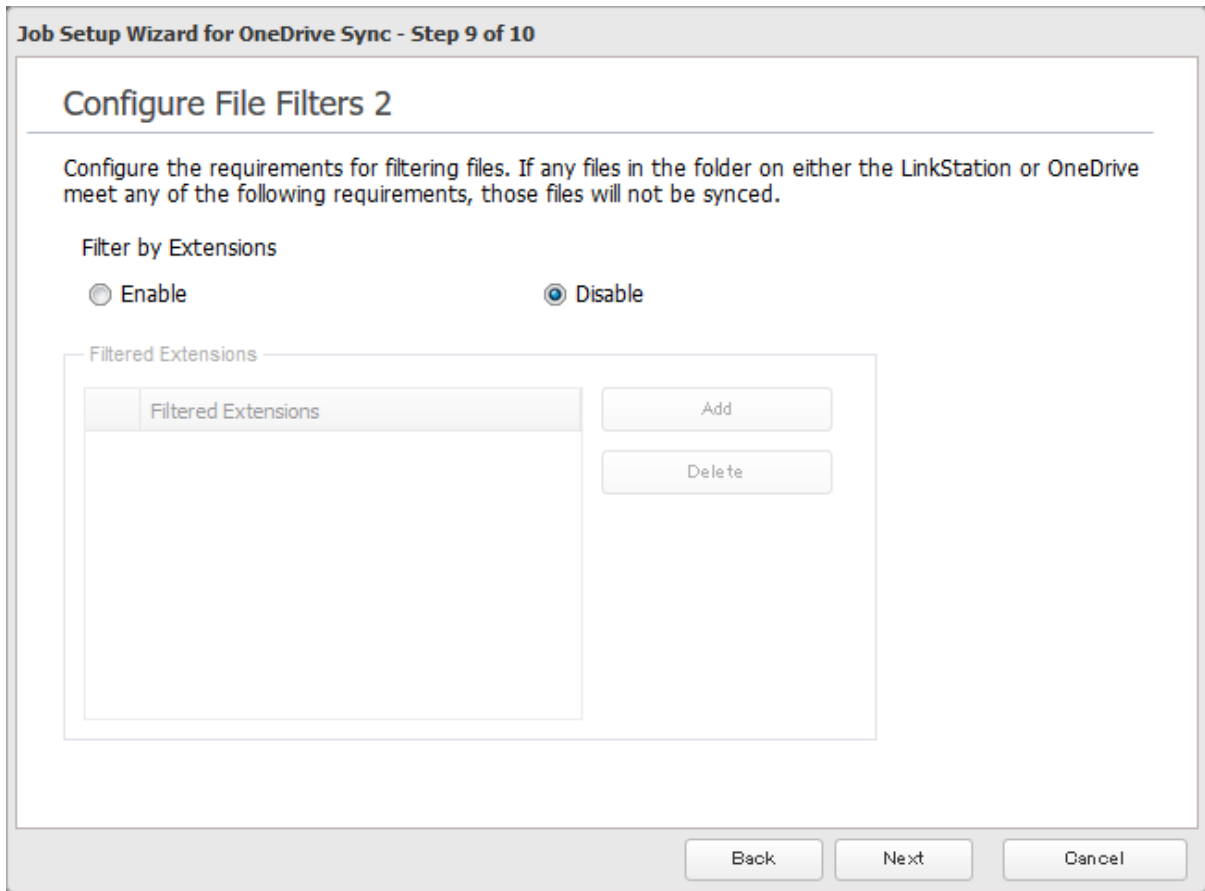 Job Setup Wizard for OneDrive Sync - Step 9 of 10
Configure File Filters 2
Configure the requirements for filtering files. If any files in the folder on either the LinkStation or OneDrive
meet any of the following requirements, those files will not be synced.
Filter by Extensions
Enable
Disable
Filtered Extensions
Filtered Extensions
Add
Delete
Back
Next
Cancel